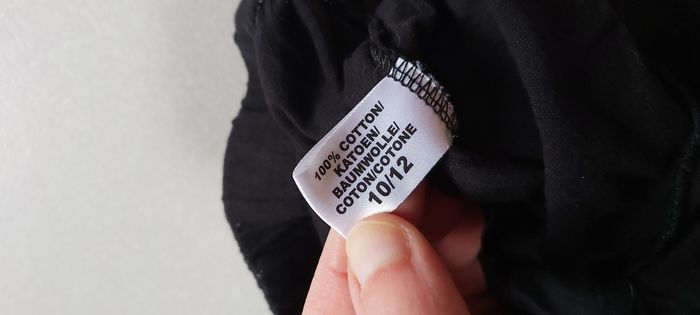 100% COTTON/
KATOEN/
BAUMWOLLE/
COTON/COTONE
10/12